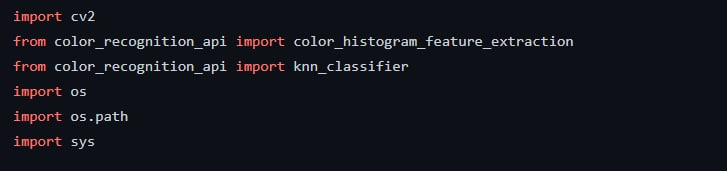 import cv2
from color_recognition_api import color_histogram_feature_extraction
from color_recognition_api import knn_classifier
import os
import os.path
import sys